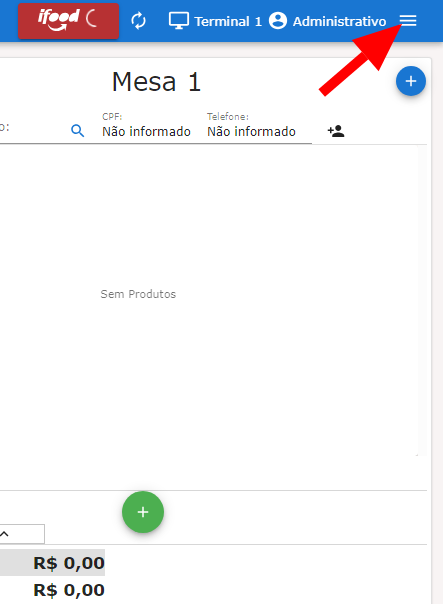 ifood Terminal 1 Administrativo
Mesa 1
o: CPF: Telefone:
Não informado Não informado
Sem Produtos
R$ 0,00
R$ 0,00